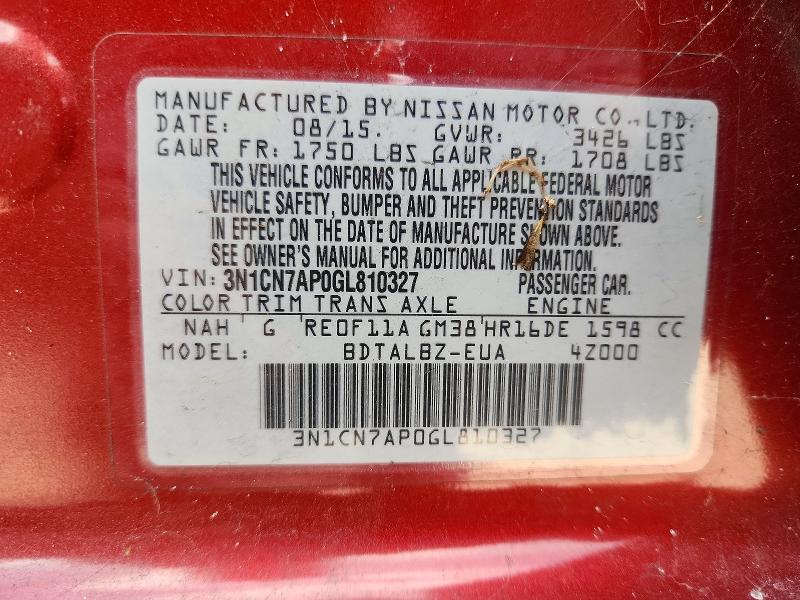 MANUFACTURED BY NISSAN MOTOR CO., LTD.
DATE: 08/15. GVWR: 3426 LBS
GAWR FR: 1750 LBS GAWR RR: 1708 LBS
THIS VEHICLE CONFORMS TO ALL APPLICABLE FEDERAL MOTOR
VEHICLE SAFETY, BUMPER AND THEFT PREVENTION STANDARDS
IN EFFECT ON THE DATE OF MANUFACTURE SHOWN ABOVE.
SEE OWNER'S MANUAL FOR ADDITIONAL INFORMATION.
VIN: 3N1CN7AP0GL810327 PASSENGER CAR.
COLOR TRIM TRANS AXLE ENGINE
NAH G RE0F11A GM38 HR16DE 1598 CC
MODEL: BDTALBZ-EUA 4Z000
3N1CN7AP0GL810327